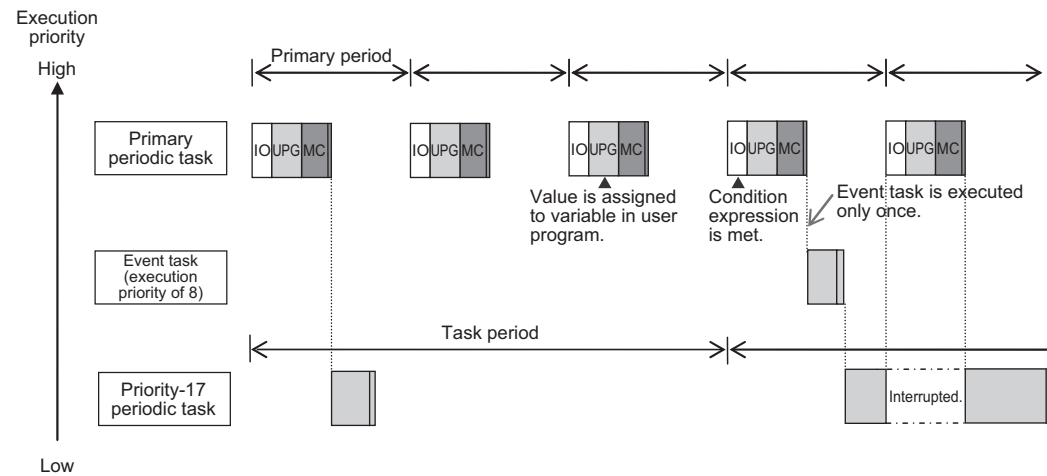 Execution
priority
High
Primary period
Primary
periodic task
IO UPG MC
IO UPG MC
IO UPG MC
IO UPG MC
IO UPG MC
Value is assigned
to variable in user
program.
Condition
expression
is met.
Event task is executed
only once.
Event task
(execution
priority of 8)
Task period
Priority-17
periodic task
Interrupted.
Low